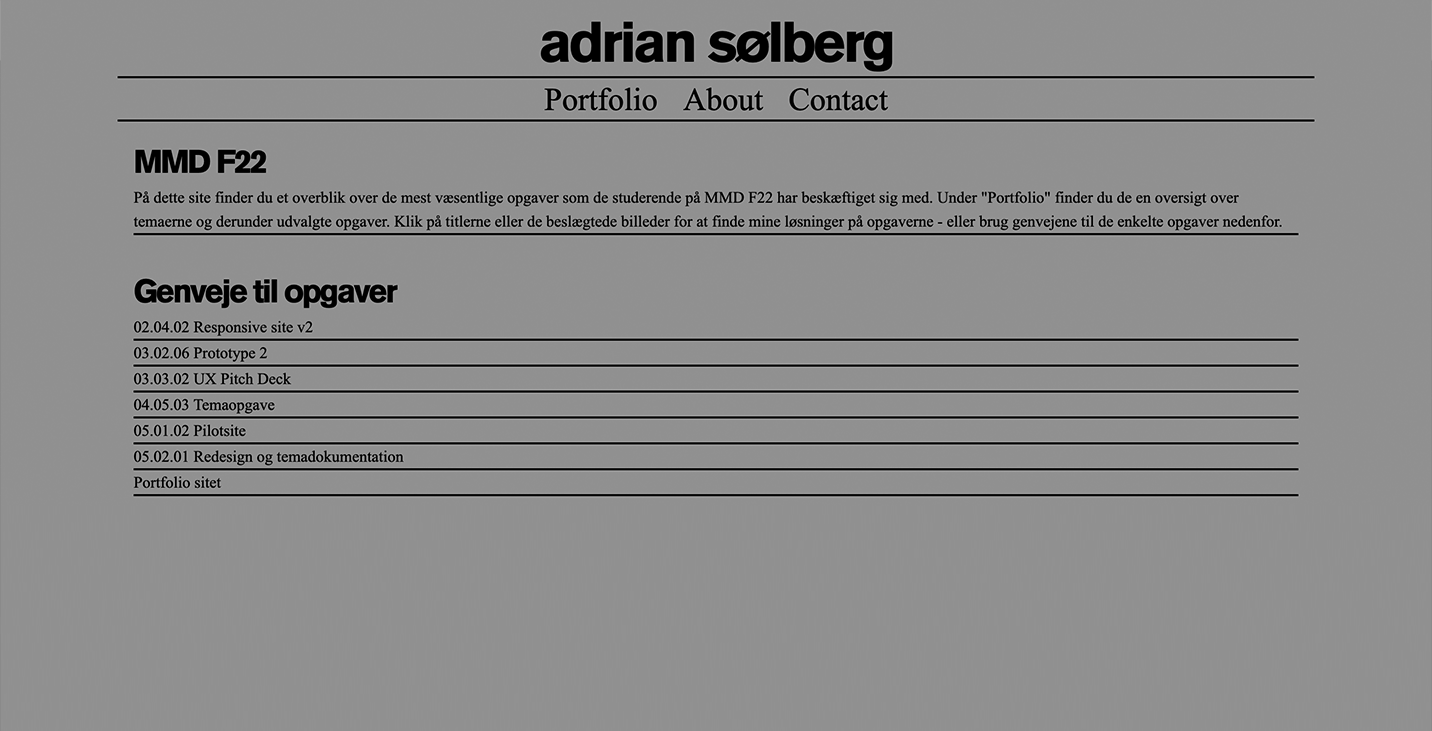 adrian sølberg
Portfolio About Contact
MMD F22
På dette site finder du et overblik over de mest væsentlige opgaver som de studerende på MMD F22 har beskæftiget sig med. Under "Portfolio" finder du de en oversigt over
temaerne og derunder udvalgte opgaver. Klik på titlerne eller de beslægtede billeder for at finde mine løsninger på opgaverne - eller brug genvejene til de enkelte opgaver nedenfor.
Genveje til opgaver
02.04.02 Responsive site v2
03.02.06 Prototype 2
03.03.02 UX Pitch Deck
04.05.03 Temaopgave
05.01.02 Pilotsite
05.02.01 Redesign og temadokumentation
Portfolio sitet